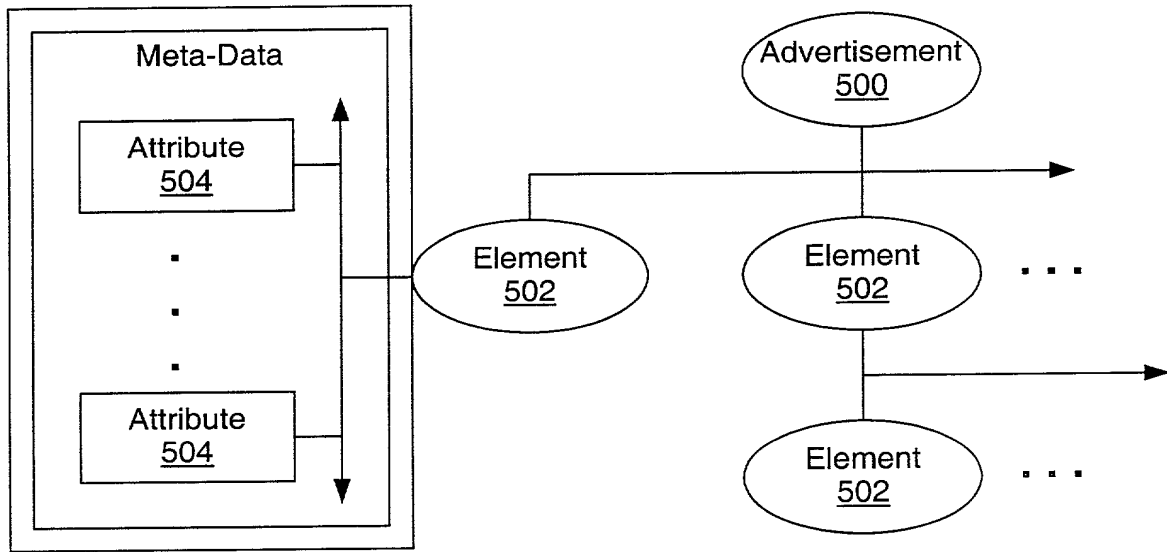 Meta-Data
Attribute
504
Attribute
504
Element
502
Advertisement
500
Element
502
Element
502